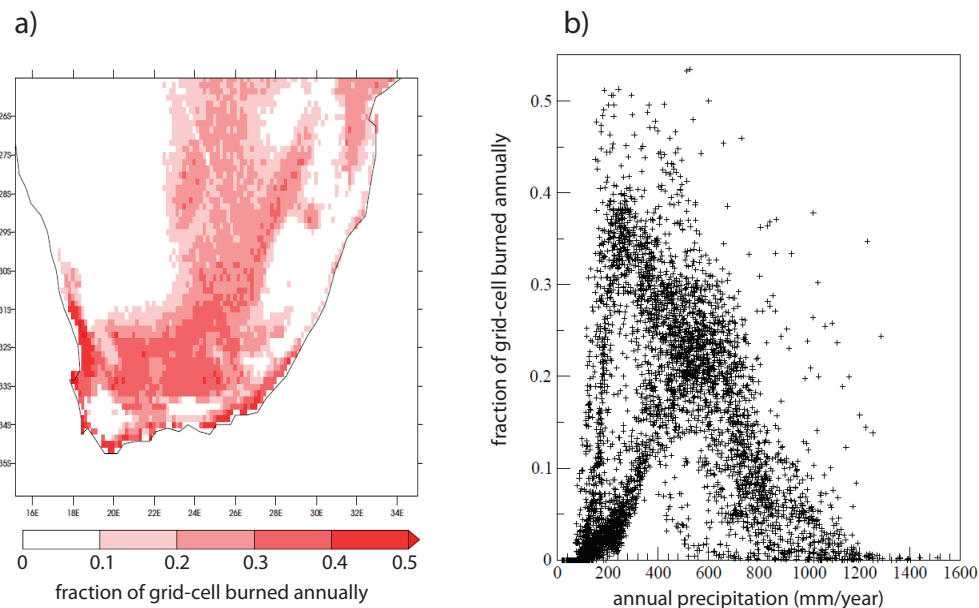 a)
26S
27S
28S
29S
30S
31S
32S
33S
34S
35S
16E 18E 20E 22E 24E 26E 28E 30E 32E 34E
0 0.1 0.2 0.3 0.4 0.5
fraction of grid-cell burned annually
b)
fraction of grid-cell burned annually
0.5
0.4
0.3
0.2
0.1
0
0 200 400 600 800 1000 1200 1400 1600
annual precipitation (mm/year)